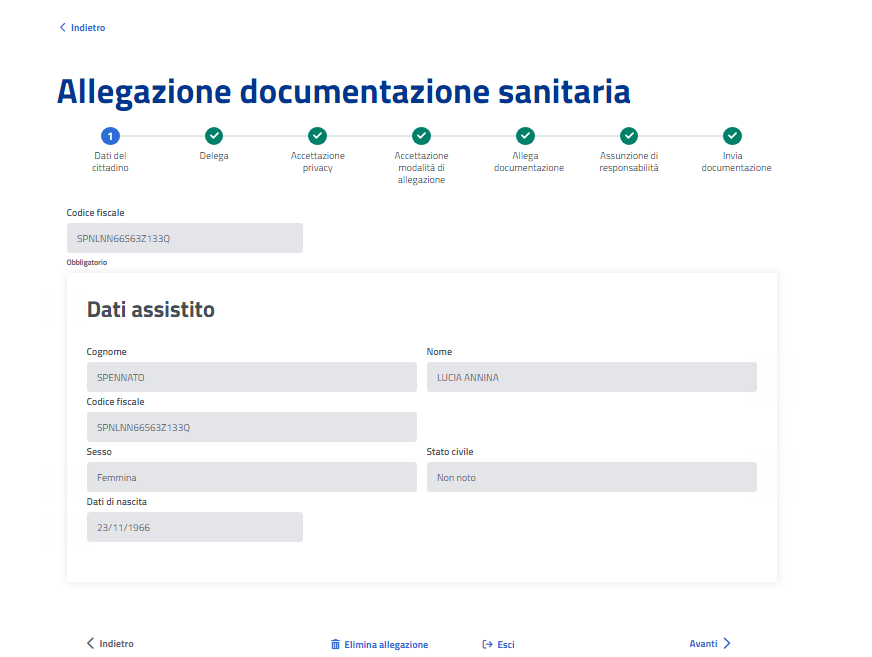 Indietro
Allegazione documentazione sanitaria
1
Dati del
cittadino
Delega
Accettazione
privacy
Accettazione
modalità di
allegazione
Allega
documentazione
Assunzione di
responsabilità
Invia
documentazione
Codice fiscale
SPNLNN66S63Z133Q
Obbligatorio
Dati assistito
Cognome
Nome
SPENNATO
LUCIA ANNINA
Codice fiscale
SPNLNN66S63Z133Q
Sesso
Stato civile
Femmina
Non noto
Dati di nascita
23/11/1966
Indietro
Elimina allegazione
Esci
Avanti